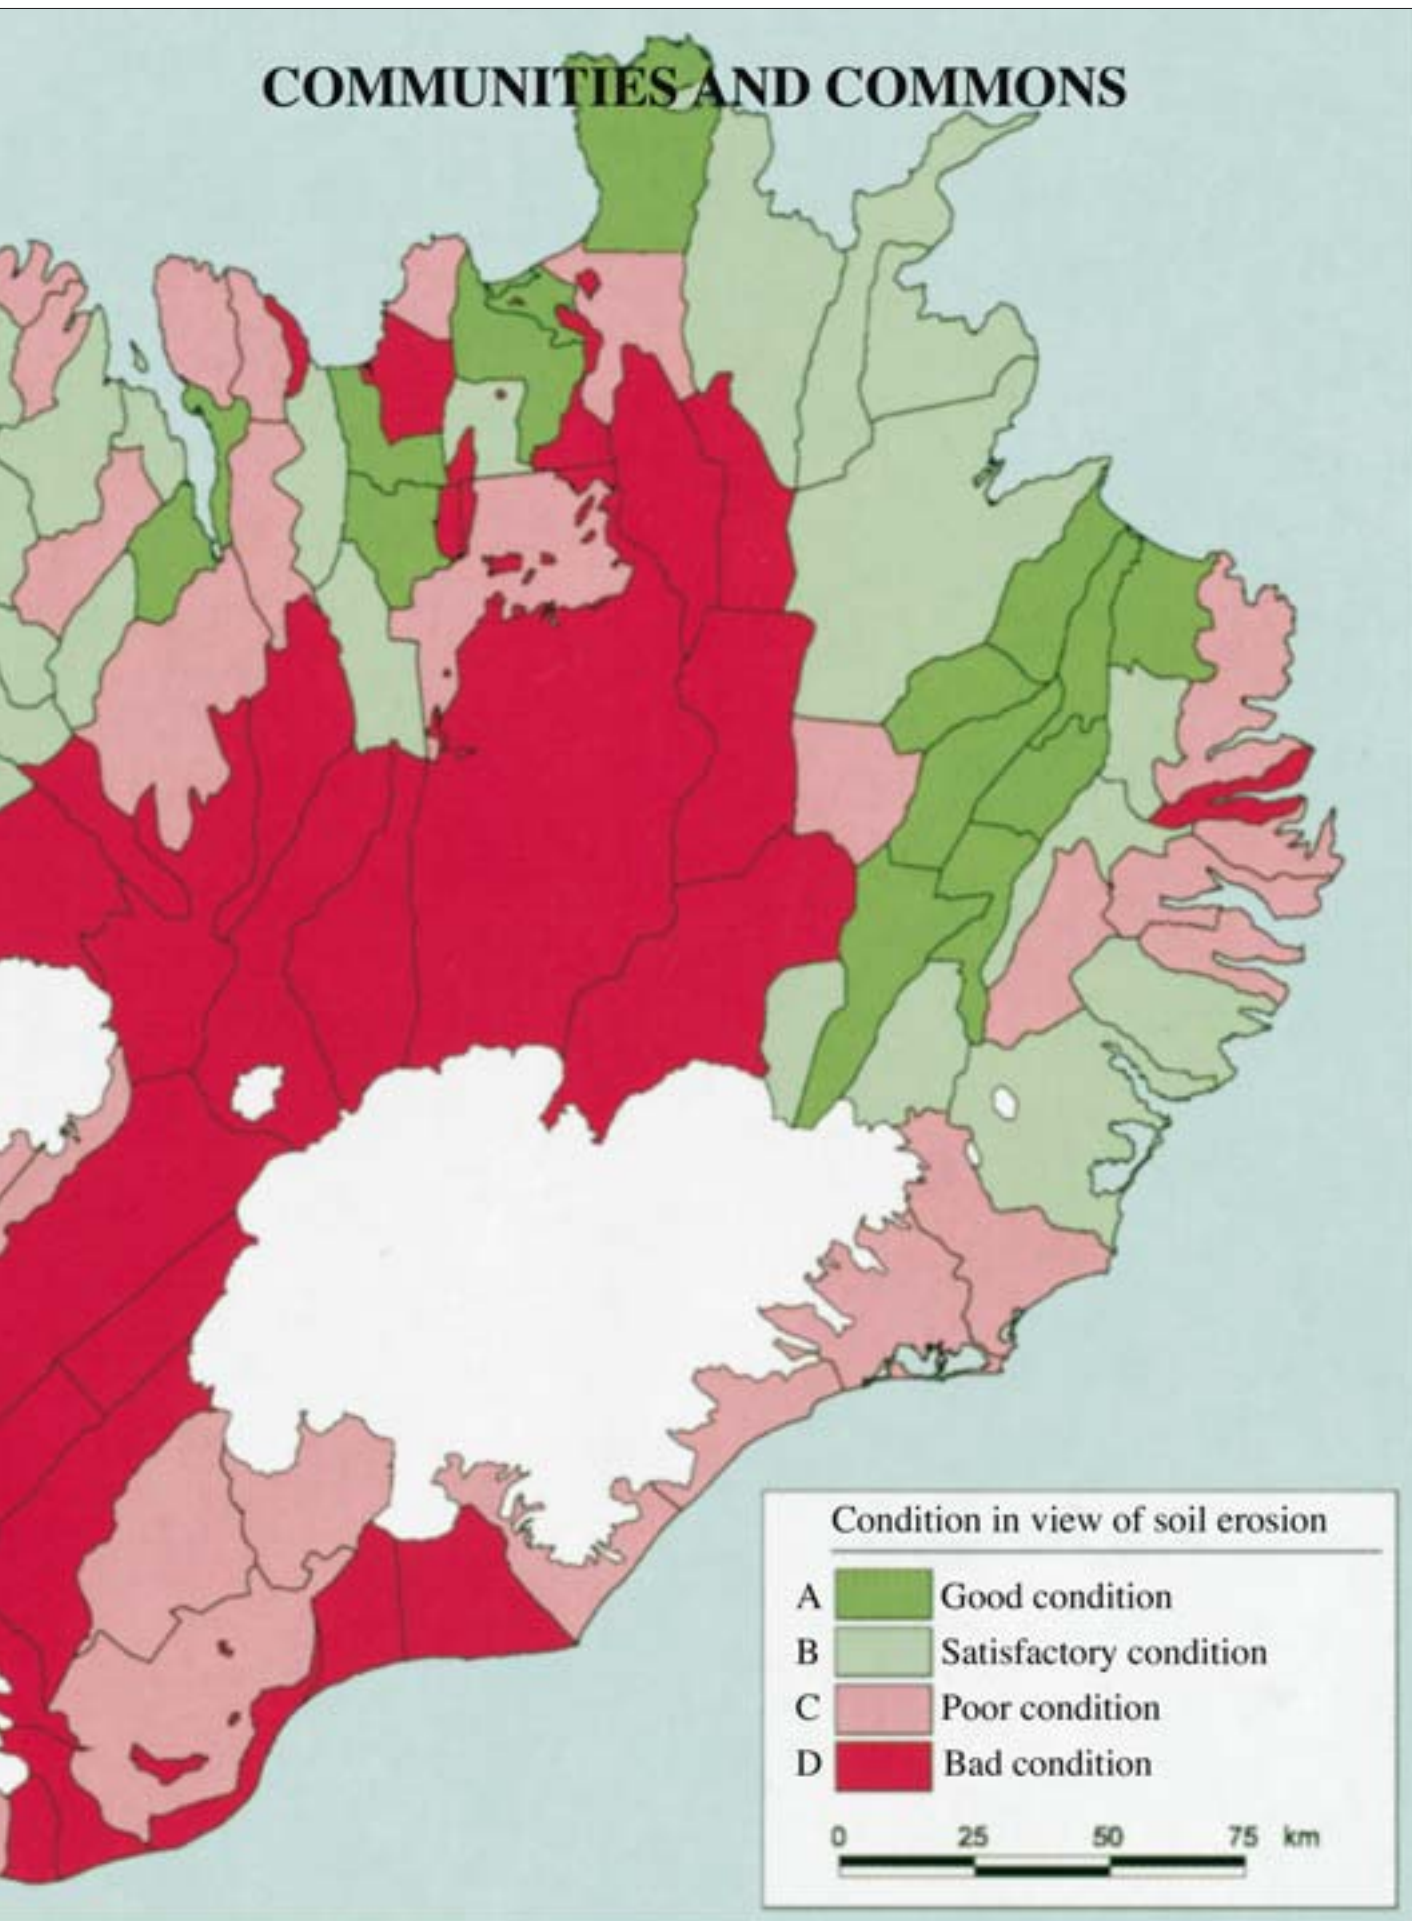 COMMUNITIES AND COMMONS
Condition in view of soil erosion
A Good condition
B Satisfactory condition
C Poor condition
D Bad condition
0 25 50 75 km